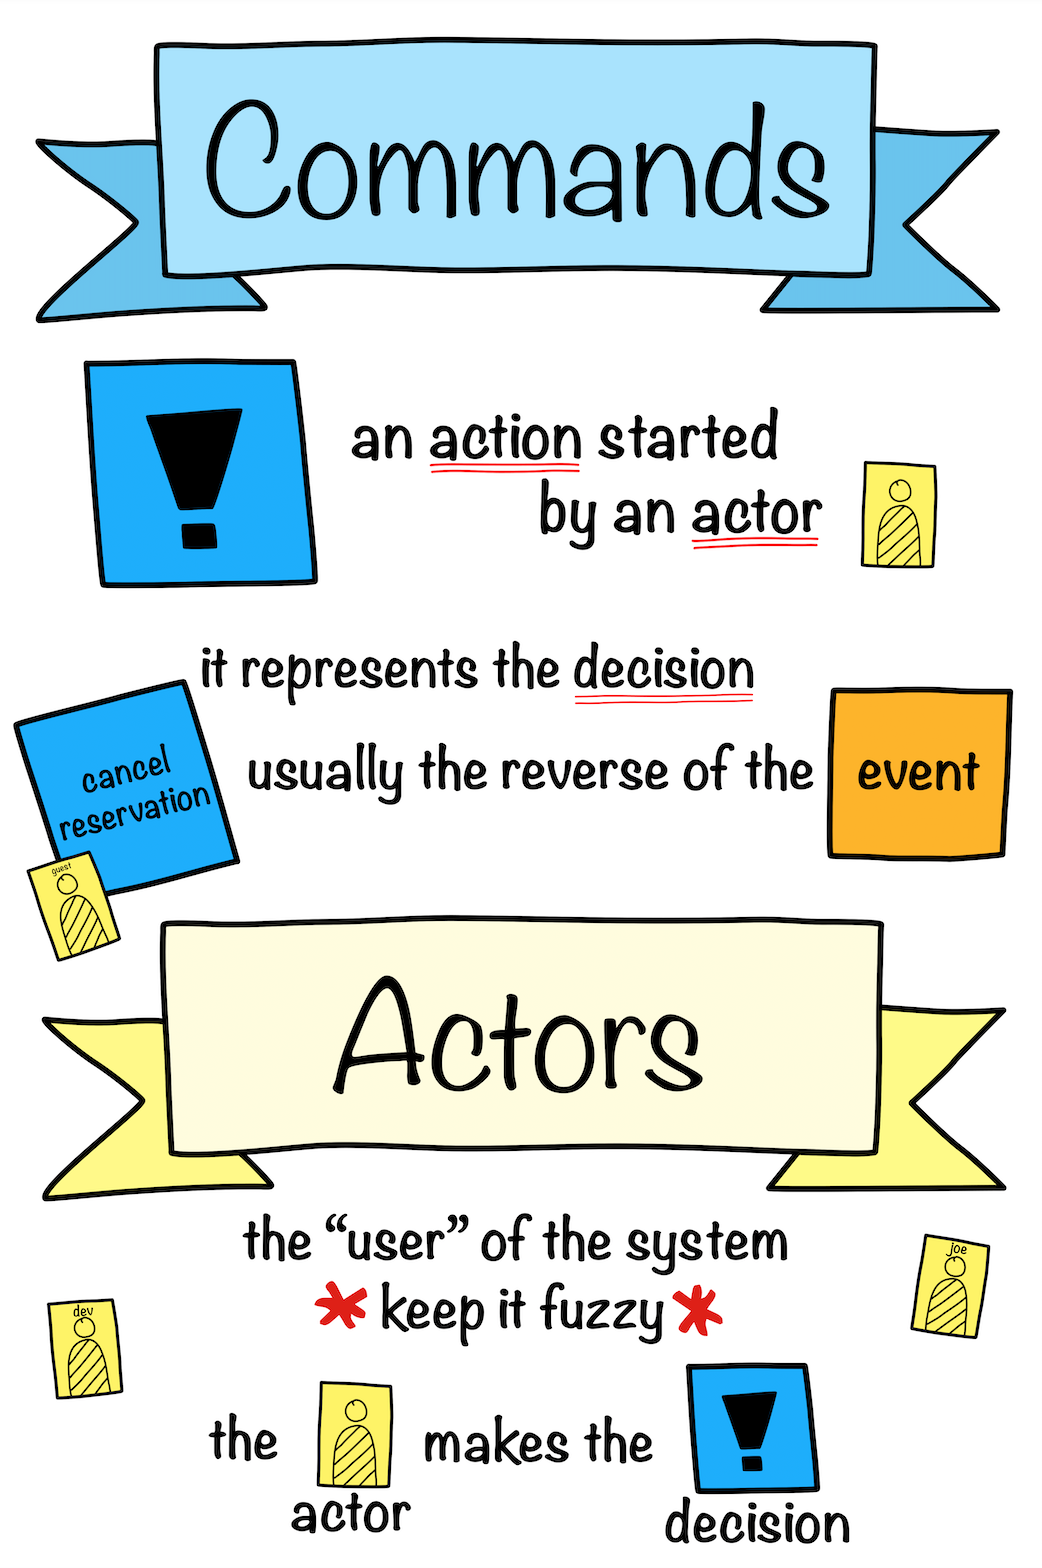 Commands
!
an action started
by an actor
it represents the decision
cancel
reservation
guest
usually the reverse of the event
Actors
the “user” of the system
joe
* keep it fuzzy *
dev
the makes the !
actor decision